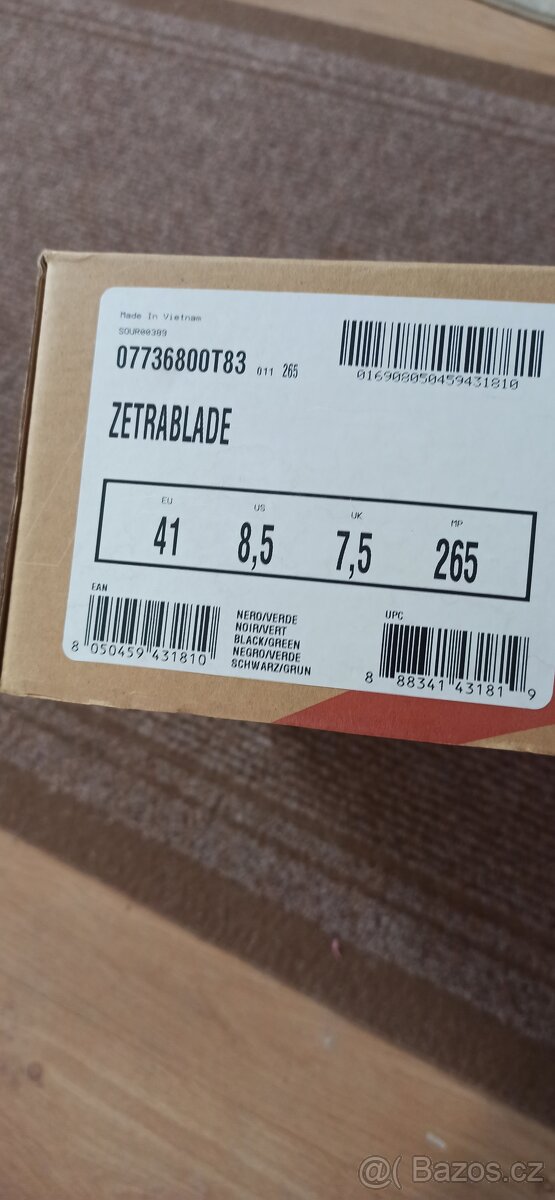 Made In Vietnam
SOUR00389
07736800T83 011 265
016908050459431810
ZETRABLADE
EU US UK MP
41 8,5 7,5 265
EAN
8 050459 431810
NERO/VERDE
NOIR/VERT
BLACK/GREEN
NEGRO/VERDE
SCHWARZ/GRUN
UPC
8 88341 43181 9
@( Bazos.cz